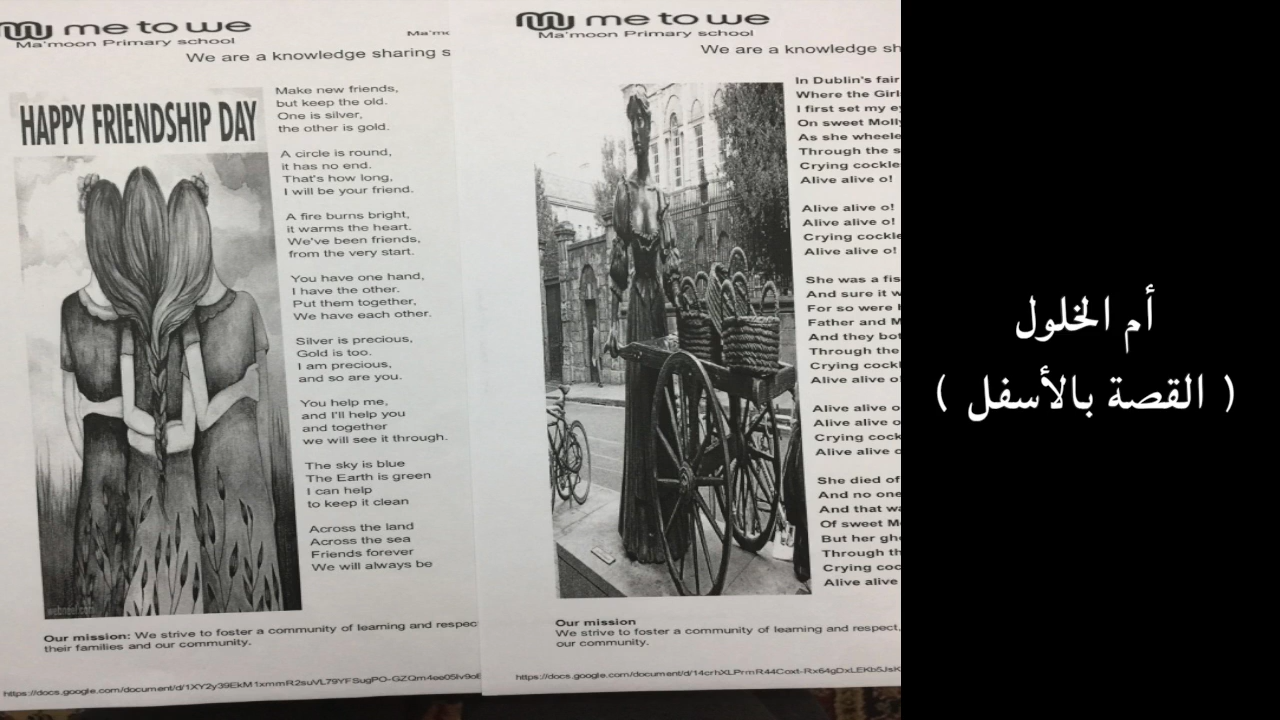 me to we
Ma'moon Primary school
We are a knowledge sharing
HAPPY FRIENDSHIP DAY
Make new friends,
but keep the old.
One is silver,
the other is gold.
A circle is round,
it has no end.
That's how long,
I will be your friend.
A fire burns bright,
it warms the heart.
We've been friends,
from the very start.
You have one hand,
I have the other.
Put them together,
We have each other.
Silver is precious,
Gold is too.
I am precious,
and so are you.
You help me,
and I'll help you
and together
we will see it through.
The sky is blue
The Earth is green
I can help
to keep it clean
Across the land
Across the sea
Friends forever
We will always be
webneel.com
Our mission: We strive to foster a community of learning and respec
their families and our community.
me to we
Ma'moon Primary school
We are a knowledge
In Dublin's fair
Where the Girl
I first set my
On sweet Moll
As she wheele
Through the s
Crying cockle
Alive alive o!
Alive alive o!
Alive alive o!
Crying cockle
Alive alive o!
She was a fis
And sure it w
For so were
Father and M
And they bot
Through the
Crying cock
Alive alive o
Alive alive o
Alive alive o
Crying cock
Alive alive o
She died of
And no one
And that wa
Of sweet M
But her gho
Through th
Crying coc
Alive alive
Our mission
We strive to foster a community of learning and respect,
our community.
أم الخلول
( القصة بالأسفل )